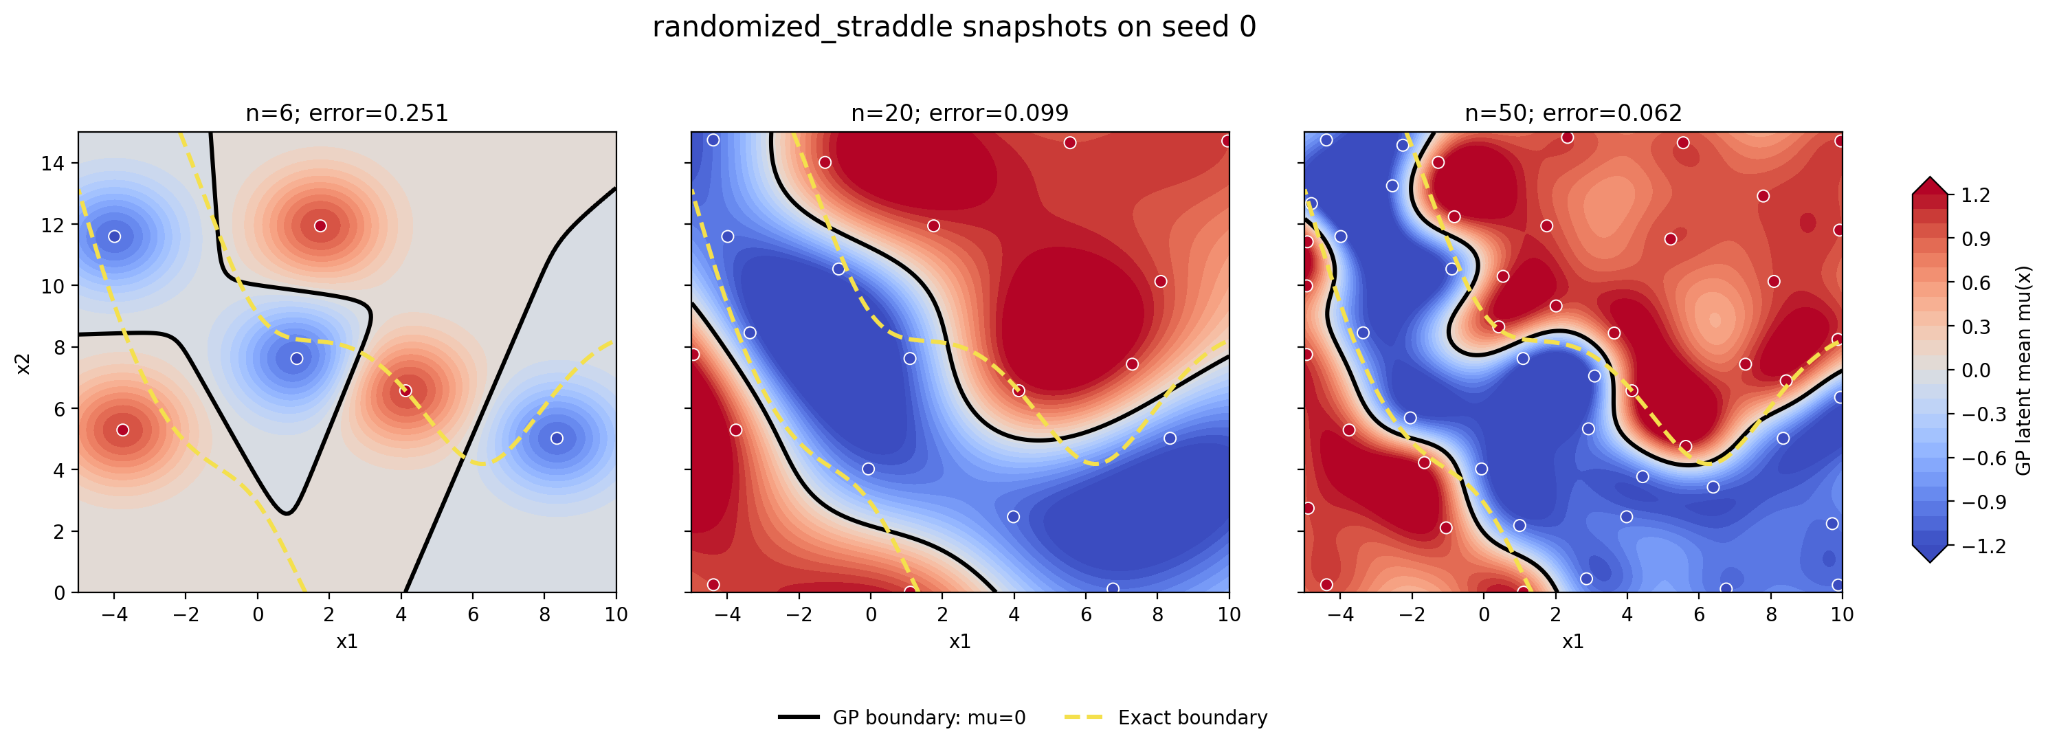 randomized_straddle snapshots on seed 0
n=6; error=0.251
n=20; error=0.099
n=50; error=0.062
14
12
10
8
6
4
2
0
x2
−4 −2 0 2 4 6 8 10
x1
−4 −2 0 2 4 6 8 10
x1
−4 −2 0 2 4 6 8 10
x1
1.2
0.9
0.6
0.3
0.0
−0.3
−0.6
−0.9
−1.2
GP latent mean mu(x)
GP boundary: mu=0
Exact boundary